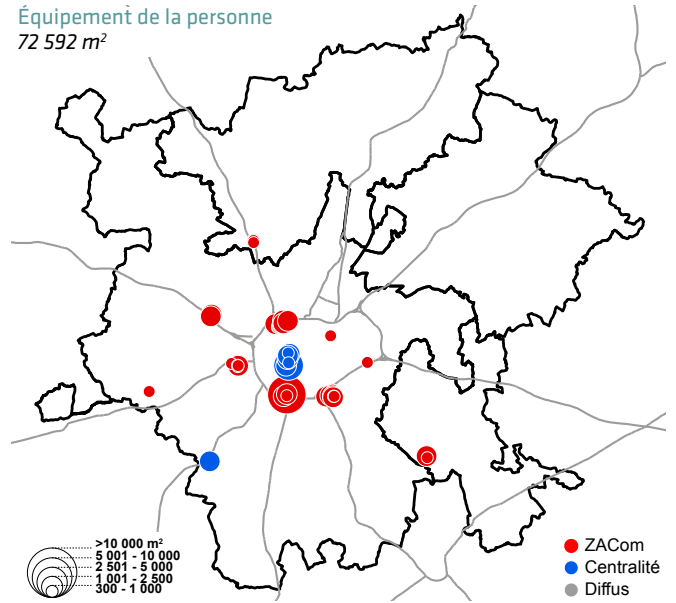 Équipement de la personne
72 592 m²
>10 000 m²
5 001 - 10 000
2 501 - 5 000
1 001 - 2 500
300 - 1 000
ZACom
Centralité
Diffus